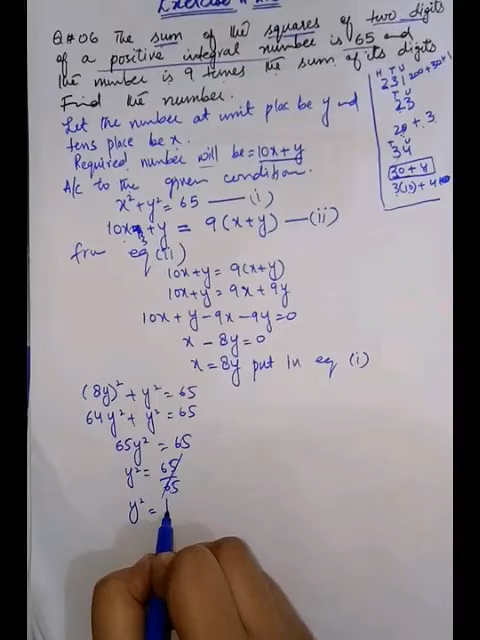 Exercise
Q#06 The sum of the squares of two digits
of a positive integral number is 65 and
the number is 9 times the sum of its digits
Find the number.
Let the number at unit plac be y and
tens place be x.
Required number will be = 10x+y
A/c to the given condition.
x² + y² = 65 — (i)
10x + y = 9(x+y) — (ii)
from eq (ii)
10x+y = 9(x+y)
10x+y = 9x + 9y
10x + y - 9x - 9y = 0
x - 8y = 0
x = 8y put in eq (i)
(8y)² + y² = 65
64y² + y² = 65
65y² = 65
y² = 65/65
y² = 1
H T U
231 200+30+1
T U
23
20 + 3
T U
34
30 + 4
3(10) + 4